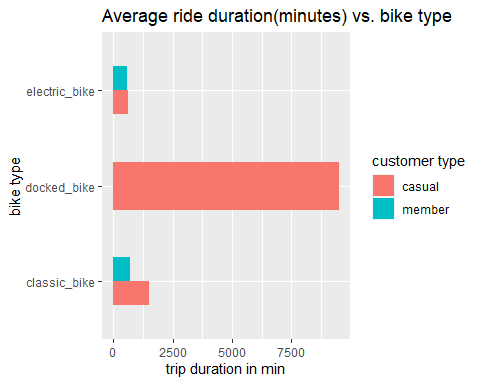 Average ride duration(minutes) vs. bike type
bike type
electric_bike
docked_bike
classic_bike
0 2500 5000 7500
trip duration in min
customer type
casual
member